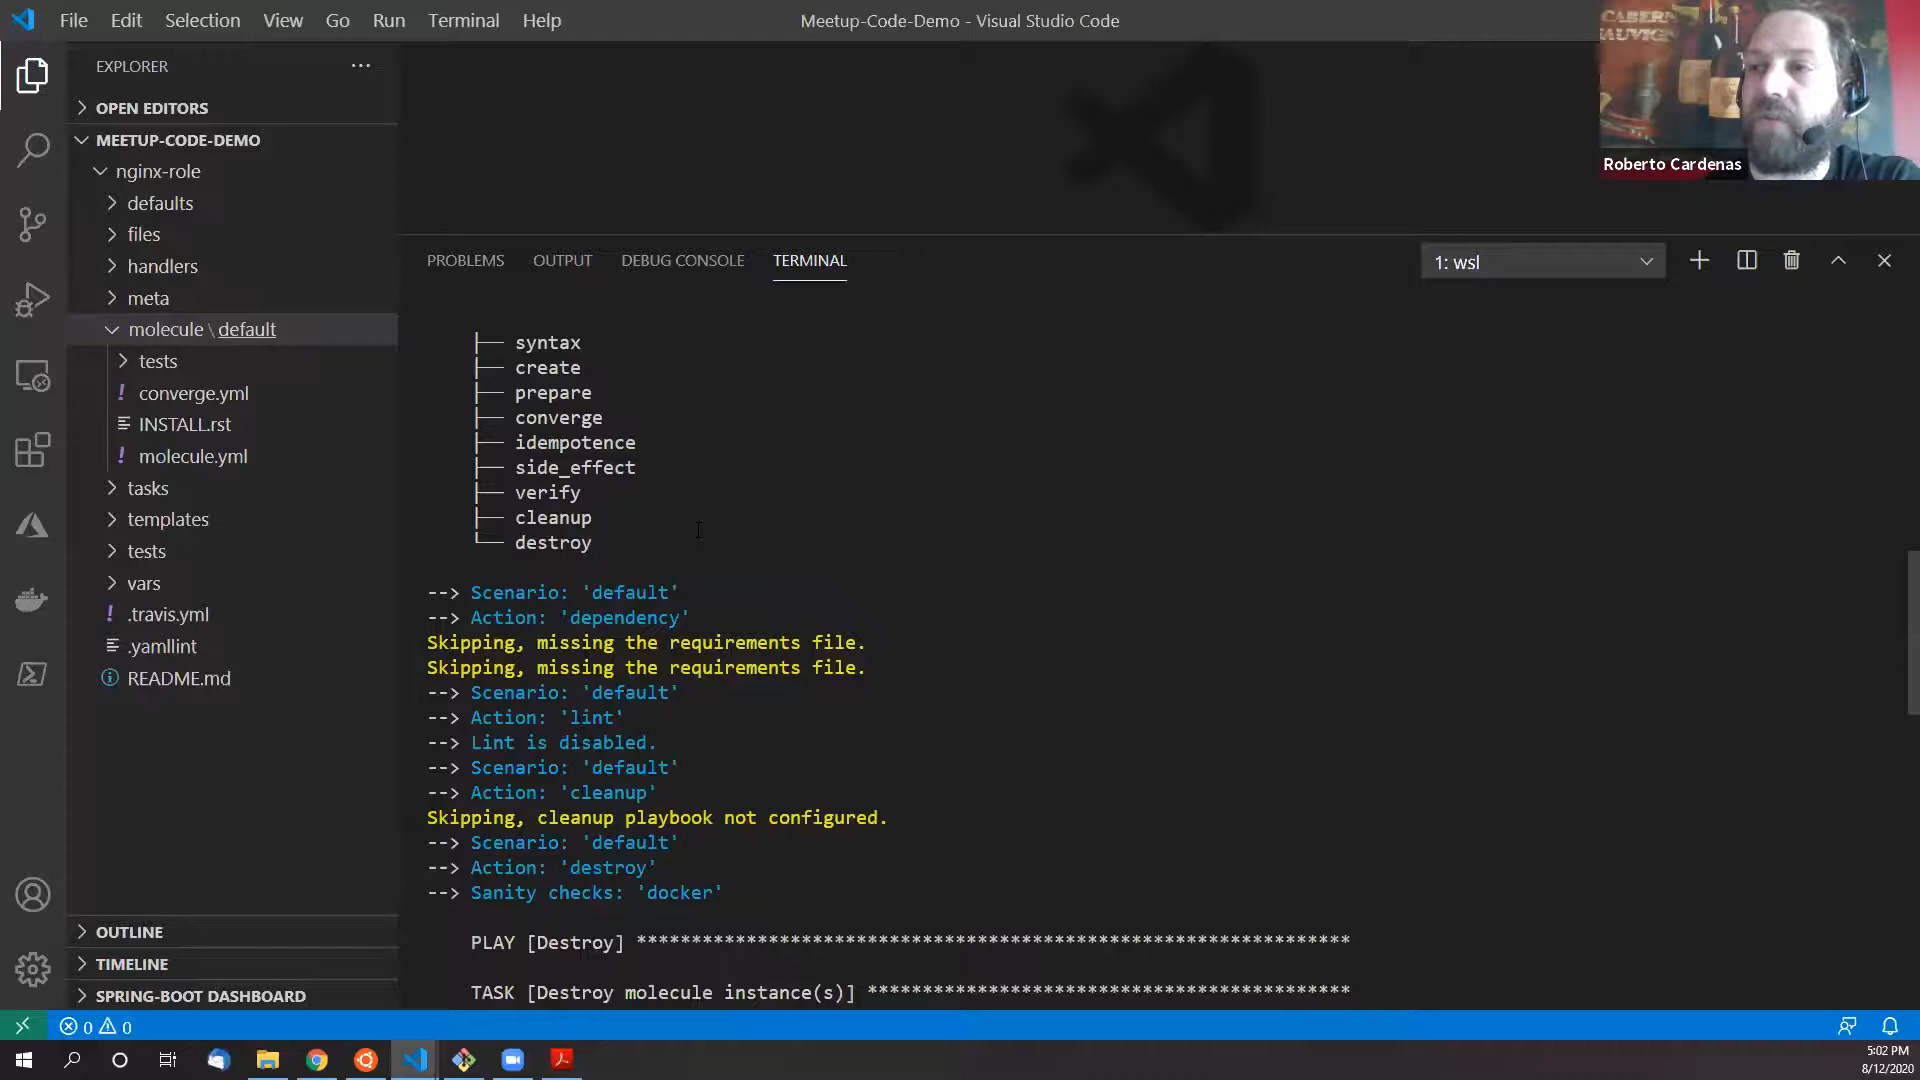 File Edit Selection View Go Run Terminal Help
Meetup-Code-Demo - Visual Studio Code
CABERN
AUVIG
Roberto Cardenas
EXPLORER
OPEN EDITORS
MEETUP-CODE-DEMO
nginx-role
defaults
files
handlers
meta
molecule \ default
tests
! converge.yml
INSTALL.rst
! molecule.yml
tasks
templates
tests
vars
! .travis.yml
.yamllint
README.md
OUTLINE
TIMELINE
SPRING-BOOT DASHBOARD
PROBLEMS OUTPUT DEBUG CONSOLE TERMINAL
1: wsl
├── syntax
├── create
├── prepare
├── converge
├── idempotence
├── side_effect
├── verify
├── cleanup
└── destroy
--> Scenario: 'default'
--> Action: 'dependency'
Skipping, missing the requirements file.
Skipping, missing the requirements file.
--> Scenario: 'default'
--> Action: 'lint'
--> Lint is disabled.
--> Scenario: 'default'
--> Action: 'cleanup'
Skipping, cleanup playbook not configured.
--> Scenario: 'default'
--> Action: 'destroy'
--> Sanity checks: 'docker'
PLAY [Destroy] *****************************************************************
TASK [Destroy molecule instance(s)] ********************************************
0 0
5:02 PM
8/12/2020